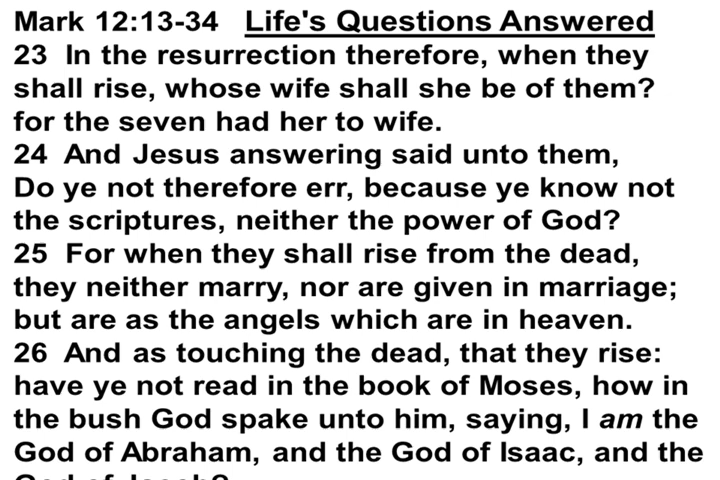 Mark 12:13-34 Life's Questions Answered
23 In the resurrection therefore, when they
shall rise, whose wife shall she be of them?
for the seven had her to wife.
24 And Jesus answering said unto them,
Do ye not therefore err, because ye know not
the scriptures, neither the power of God?
25 For when they shall rise from the dead,
they neither marry, nor are given in marriage;
but are as the angels which are in heaven.
26 And as touching the dead, that they rise:
have ye not read in the book of Moses, how in
the bush God spake unto him, saying, I am the
God of Abraham, and the God of Isaac, and the
God of Jacob?